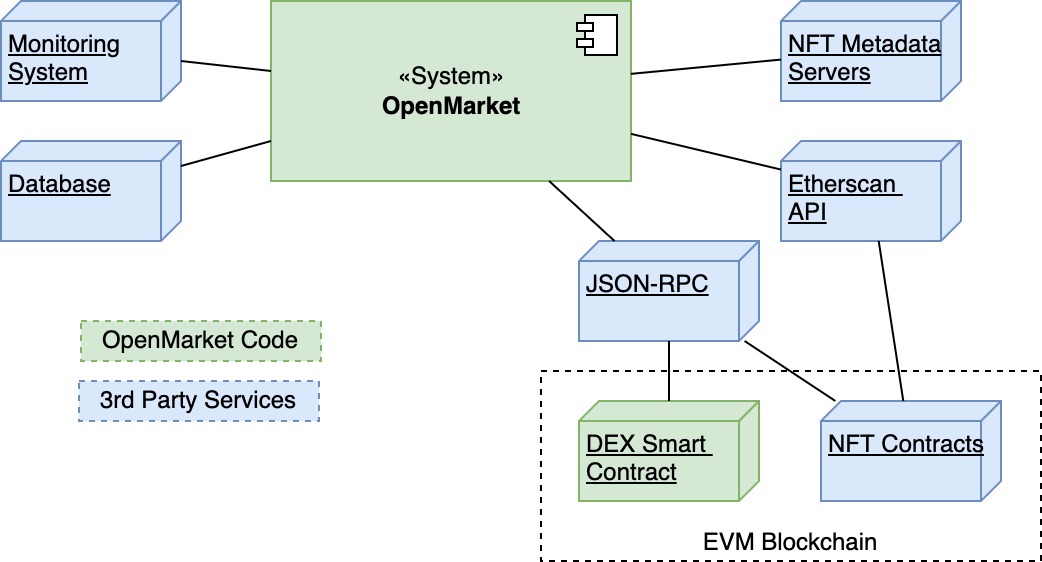 Monitoring
System
«System»
OpenMarket
NFT Metadata
Servers
Database
Etherscan
API
JSON-RPC
OpenMarket Code
3rd Party Services
DEX Smart
Contract
NFT Contracts
EVM Blockchain